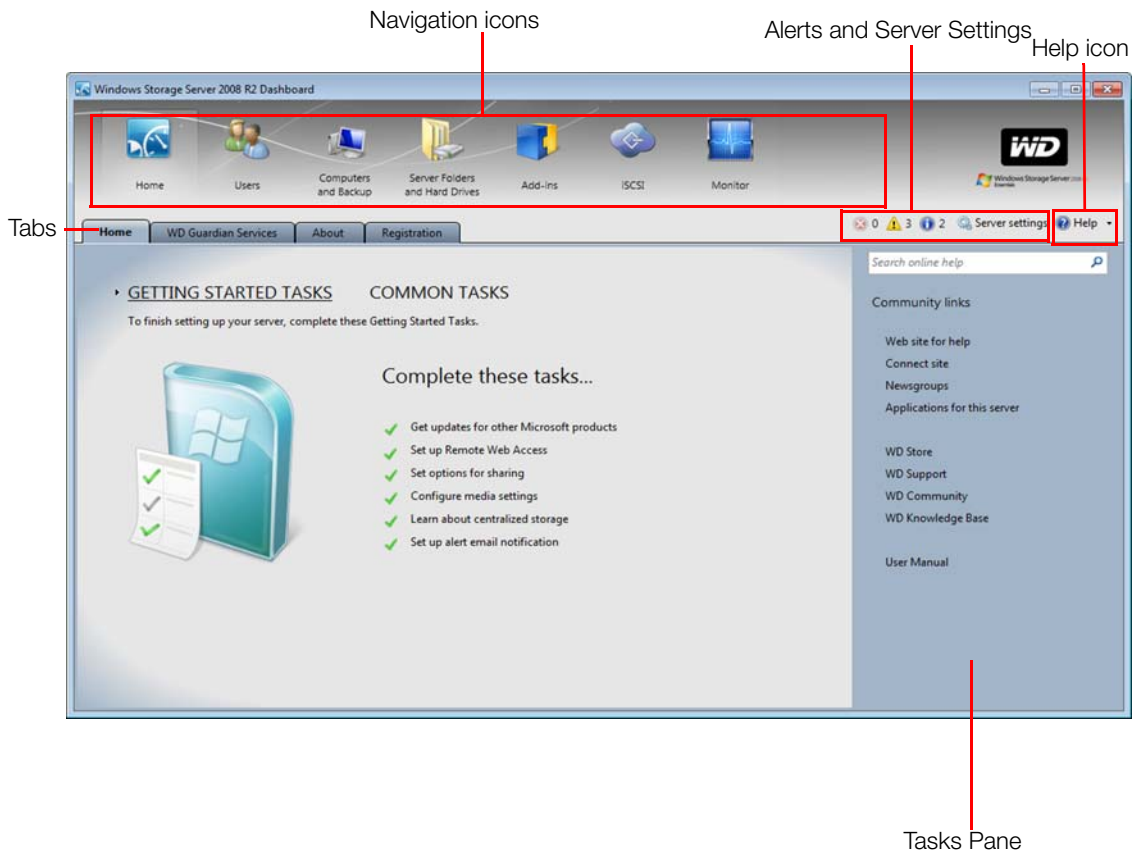 Navigation icons
Alerts and Server Settings
Help icon
Windows Storage Server 2008 R2 Dashboard
Home
Users
Computers
and Backup
Server Folders
and Hard Drives
Add-ins
iSCSI
Monitor
WD
Windows Storage Server 2008 R2
Essentials
Tabs
Home
WD Guardian Services
About
Registration
0
3
2
Server settings
Help
Search online help
GETTING STARTED TASKS
COMMON TASKS
To finish setting up your server, complete these Getting Started Tasks.
Community links
Web site for help
Connect site
Newsgroups
Applications for this server
WD Store
WD Support
WD Community
WD Knowledge Base
User Manual
Complete these tasks...
Get updates for other Microsoft products
Set up Remote Web Access
Set options for sharing
Configure media settings
Learn about centralized storage
Set up alert email notification
Tasks Pane